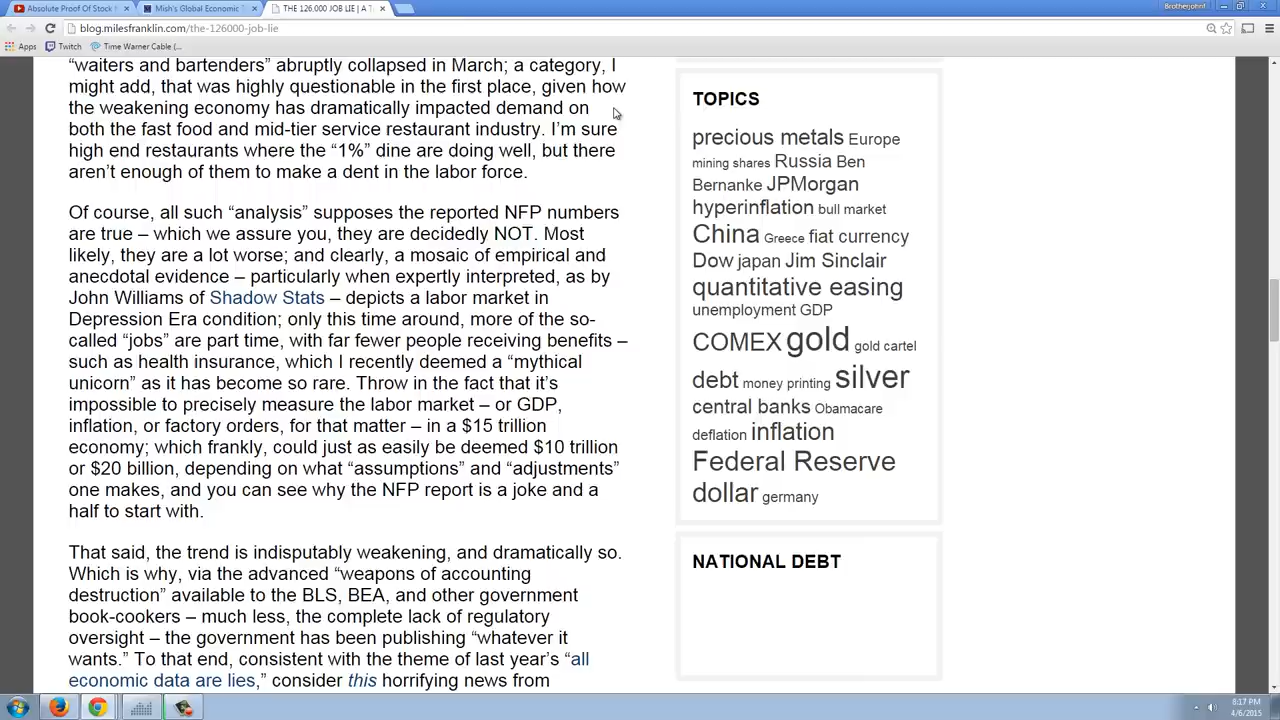 Absolute Proof Of Stock
Mish's Global Economic T
THE 126,000 JOB LIE | A T
Brotherjohnf
blog.milesfranklin.com/the-126000-job-lie
Apps
Twitch
Time Warner Cable (...
“waiters and bartenders” abruptly collapsed in March; a category, I
might add, that was highly questionable in the first place, given how
the weakening economy has dramatically impacted demand on
both the fast food and mid-tier service restaurant industry. I’m sure
high end restaurants where the “1%” dine are doing well, but there
aren’t enough of them to make a dent in the labor force.
Of course, all such “analysis” supposes the reported NFP numbers
are true – which we assure you, they are decidedly NOT. Most
likely, they are a lot worse; and clearly, a mosaic of empirical and
anecdotal evidence – particularly when expertly interpreted, as by
John Williams of Shadow Stats – depicts a labor market in
Depression Era condition; only this time around, more of the so-
called “jobs” are part time, with far fewer people receiving benefits –
such as health insurance, which I recently deemed a “mythical
unicorn” as it has become so rare. Throw in the fact that it’s
impossible to precisely measure the labor market – or GDP,
inflation, or factory orders, for that matter – in a $15 trillion
economy; which frankly, could just as easily be deemed $10 trillion
or $20 billion, depending on what “assumptions” and “adjustments”
one makes, and you can see why the NFP report is a joke and a
half to start with.
That said, the trend is indisputably weakening, and dramatically so.
Which is why, via the advanced “weapons of accounting
destruction” available to the BLS, BEA, and other government
book-cookers – much less, the complete lack of regulatory
oversight – the government has been publishing “whatever it
wants.” To that end, consistent with the theme of last year’s “all
economic data are lies,” consider this horrifying news from
TOPICS
precious metals Europe
mining shares Russia Ben
Bernanke JPMorgan
hyperinflation bull market
China Greece fiat currency
Dow japan Jim Sinclair
quantitative easing
unemployment GDP
COMEX gold gold cartel
debt money printing silver
central banks Obamacare
deflation inflation
Federal Reserve
dollar germany
NATIONAL DEBT
8:17 PM
4/6/2015